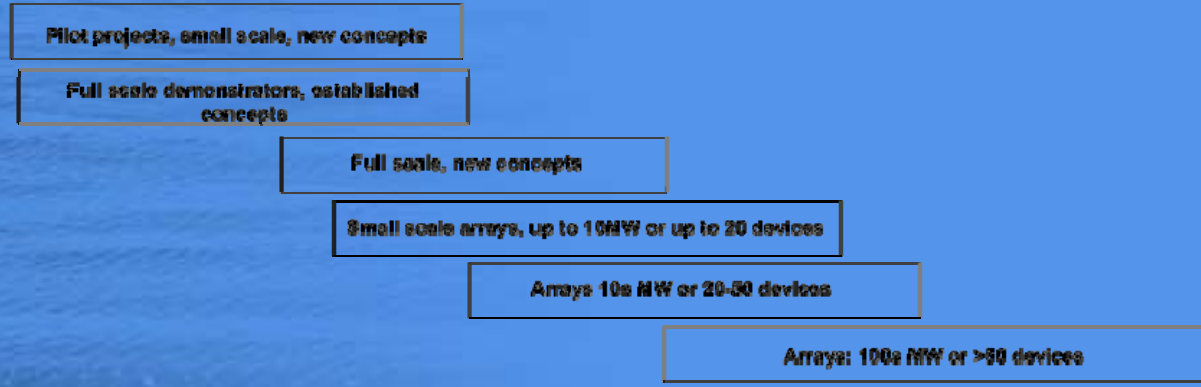 Pilot projects, small scale, new concepts
Full scale demonstrators, established
concepts
Full scale, new concepts
Small scale arrays, up to 10MW or up to 20 devices
Arrays 10s MW or 20-50 devices
Arrays: 100s MW or >50 devices